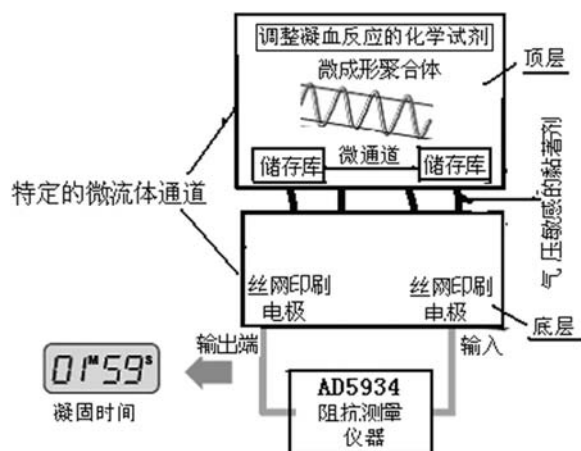 调整凝血反应的化学试剂
微成形聚合体
顶层
微通道
储存库
储存库
特定的微流体通道
气压敏感的黏著剂
丝网印刷
电极
丝网印刷
电极
底层
输出端
输入
01M59S
凝固时间
AD5934
阻抗测量
仪器